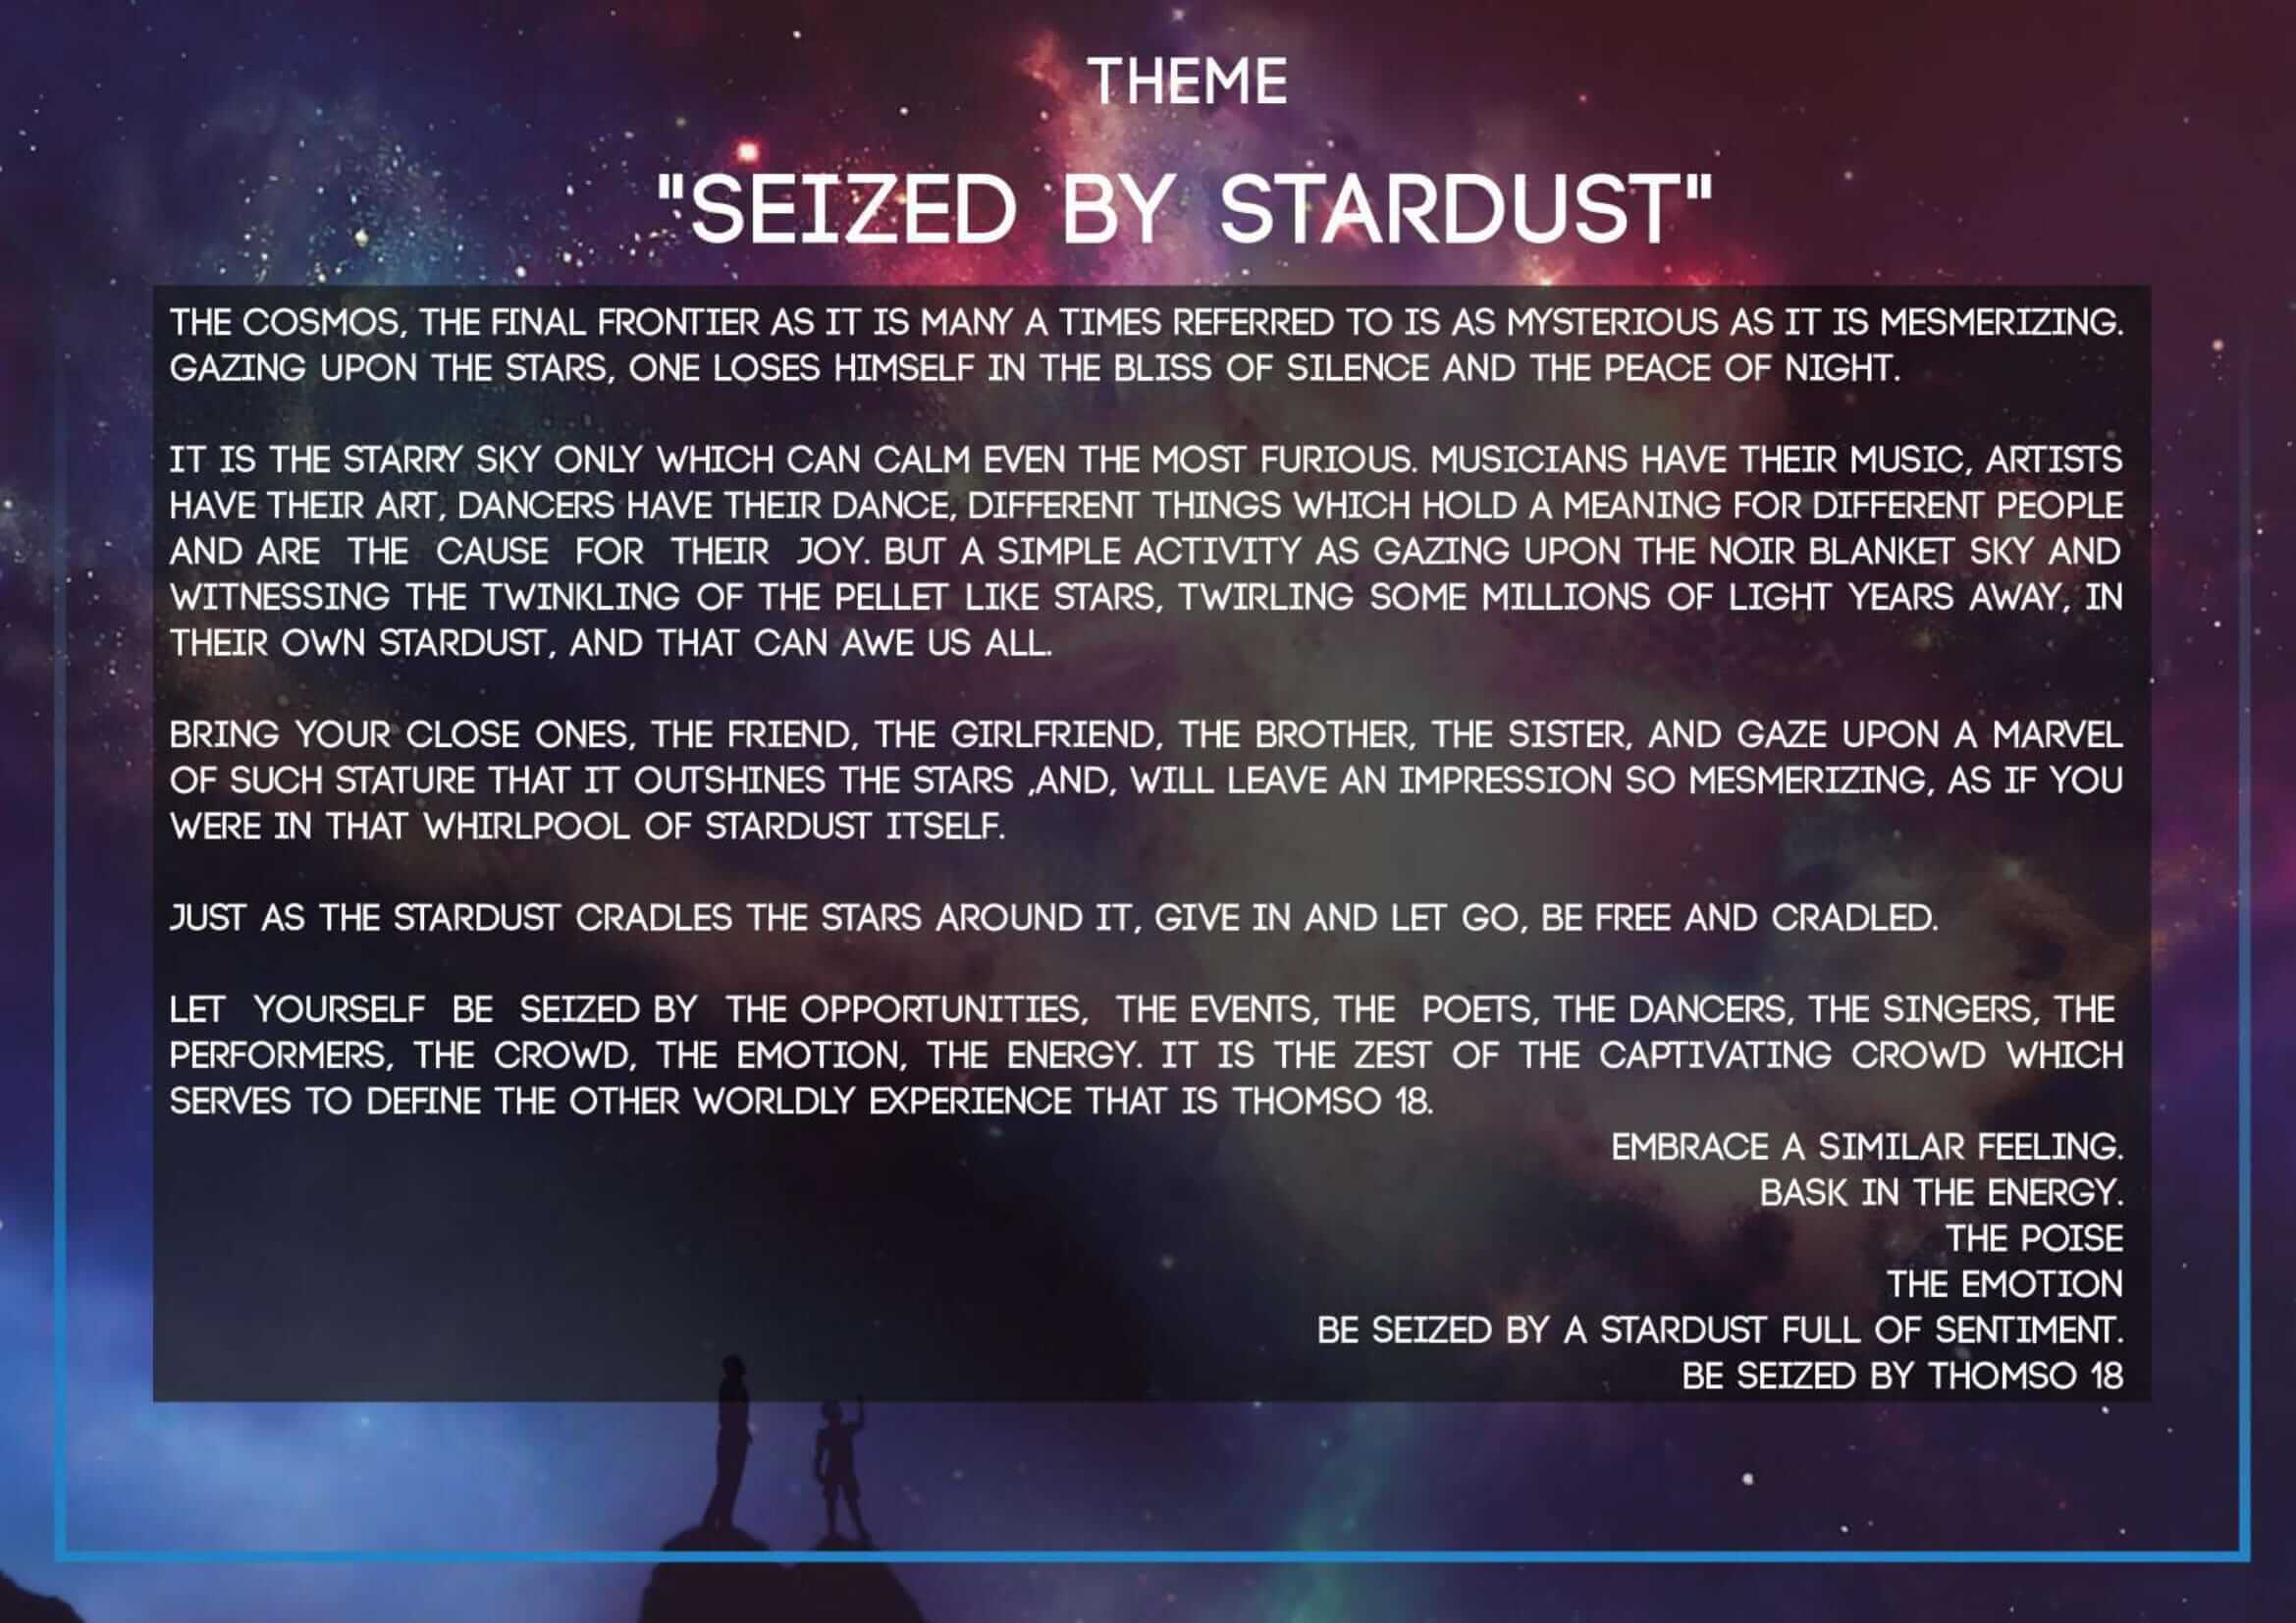 THEME
"SEIZED BY STARDUST"
THE COSMOS, THE FINAL FRONTIER AS IT IS MANY A TIMES REFERRED TO IS AS MYSTERIOUS AS IT IS MESMERIZING.
GAZING UPON THE STARS, ONE LOSES HIMSELF IN THE BLISS OF SILENCE AND THE PEACE OF NIGHT.
IT IS THE STARRY SKY ONLY WHICH CAN CALM EVEN THE MOST FURIOUS. MUSICIANS HAVE THEIR MUSIC, ARTISTS
HAVE THEIR ART, DANCERS HAVE THEIR DANCE, DIFFERENT THINGS WHICH HOLD A MEANING FOR DIFFERENT PEOPLE
AND ARE THE CAUSE FOR THEIR JOY. BUT A SIMPLE ACTIVITY AS GAZING UPON THE NOIR BLANKET SKY AND
WITNESSING THE TWINKLING OF THE PELLET LIKE STARS, TWIRLING SOME MILLIONS OF LIGHT YEARS AWAY, IN
THEIR OWN STARDUST, AND THAT CAN AWE US ALL.
BRING YOUR CLOSE ONES, THE FRIEND, THE GIRLFRIEND, THE BROTHER, THE SISTER, AND GAZE UPON A MARVEL
OF SUCH STATURE THAT IT OUTSHINES THE STARS ,AND, WILL LEAVE AN IMPRESSION SO MESMERIZING, AS IF YOU
WERE IN THAT WHIRLPOOL OF STARDUST ITSELF.
JUST AS THE STARDUST CRADLES THE STARS AROUND IT, GIVE IN AND LET GO, BE FREE AND CRADLED.
LET YOURSELF BE SEIZED BY THE OPPORTUNITIES, THE EVENTS, THE POETS, THE DANCERS, THE SINGERS, THE
PERFORMERS, THE CROWD, THE EMOTION, THE ENERGY. IT IS THE ZEST OF THE CAPTIVATING CROWD WHICH
SERVES TO DEFINE THE OTHER WORLDLY EXPERIENCE THAT IS THOMSO 18.
EMBRACE A SIMILAR FEELING.
BASK IN THE ENERGY.
THE POISE
THE EMOTION
BE SEIZED BY A STARDUST FULL OF SENTIMENT.
BE SEIZED BY THOMSO 18